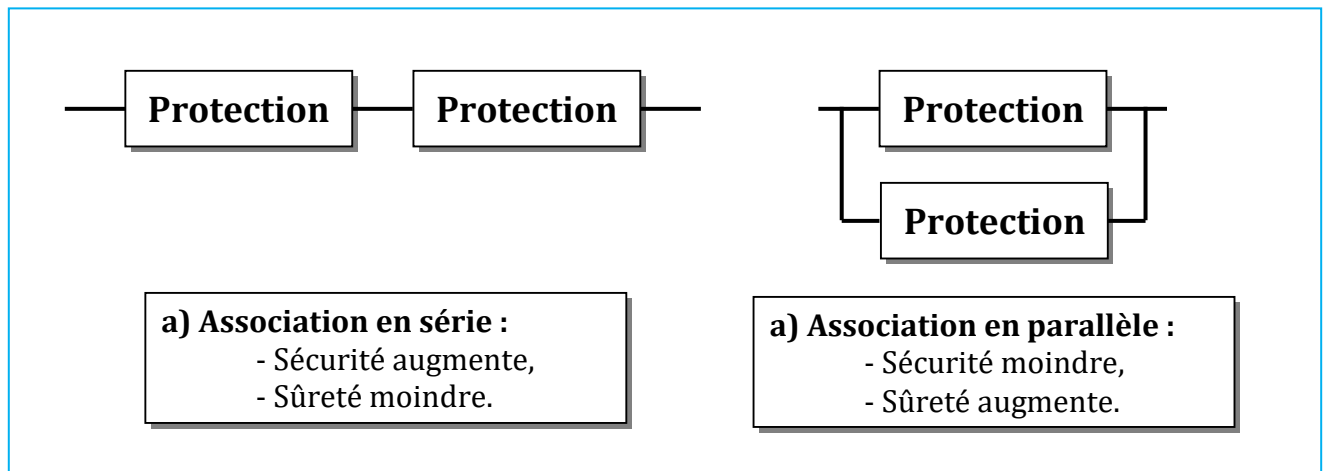 Protection
Protection
Protection
Protection
a) Association en série :
- Sécurité augmente,
- Sûreté moindre.
a) Association en parallèle :
- Sécurité moindre,
- Sûreté augmente.